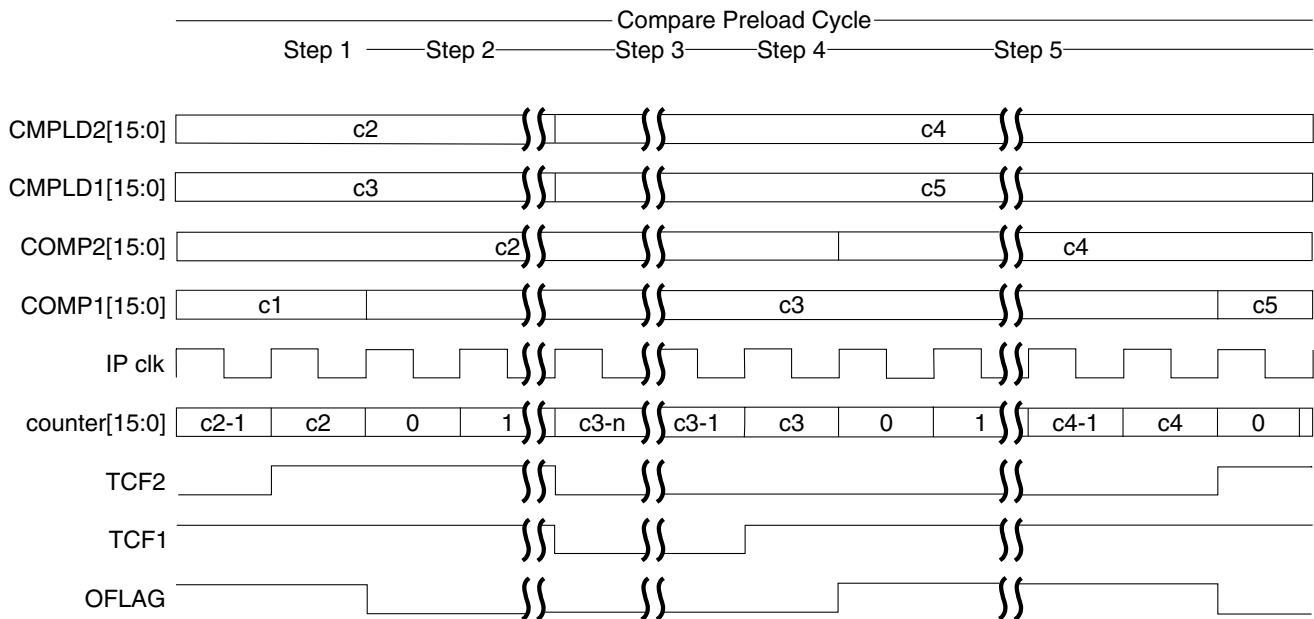 Compare Preload Cycle
Step 1 Step 2 Step 3 Step 4 Step 5
CMPLD2[15:0] c2 c4
CMPLD1[15:0] c3 c5
COMP2[15:0] c2 c4
COMP1[15:0] c1 c3 c5
IP clk
counter[15:0] c2-1 c2 0 1 c3-n c3-1 c3 0 1 c4-1 c4 0
TCF2
TCF1
OFLAG